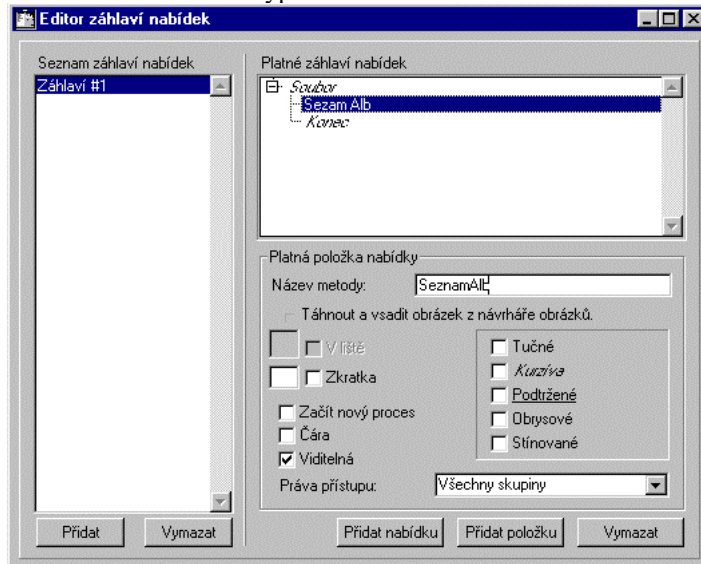 Editor záhlaví nabídek
Seznam záhlaví nabídek
Záhlaví #1
Přidat
Vymazat
Platné záhlaví nabídek
Soubor
Sezam Alb
Konec
Platná položka nabídky
Název metody:
SeznamAlb
Táhnout a vsadit obrázek z návrháře obrázků.
V liště
Zkratka
Začít nový proces
Čára
Viditelná
Tučné
Kurzíva
Podtržené
Obrysové
Stínované
Práva přístupu:
Všechny skupiny
Přidat nabídku
Přidat položku
Vymazat